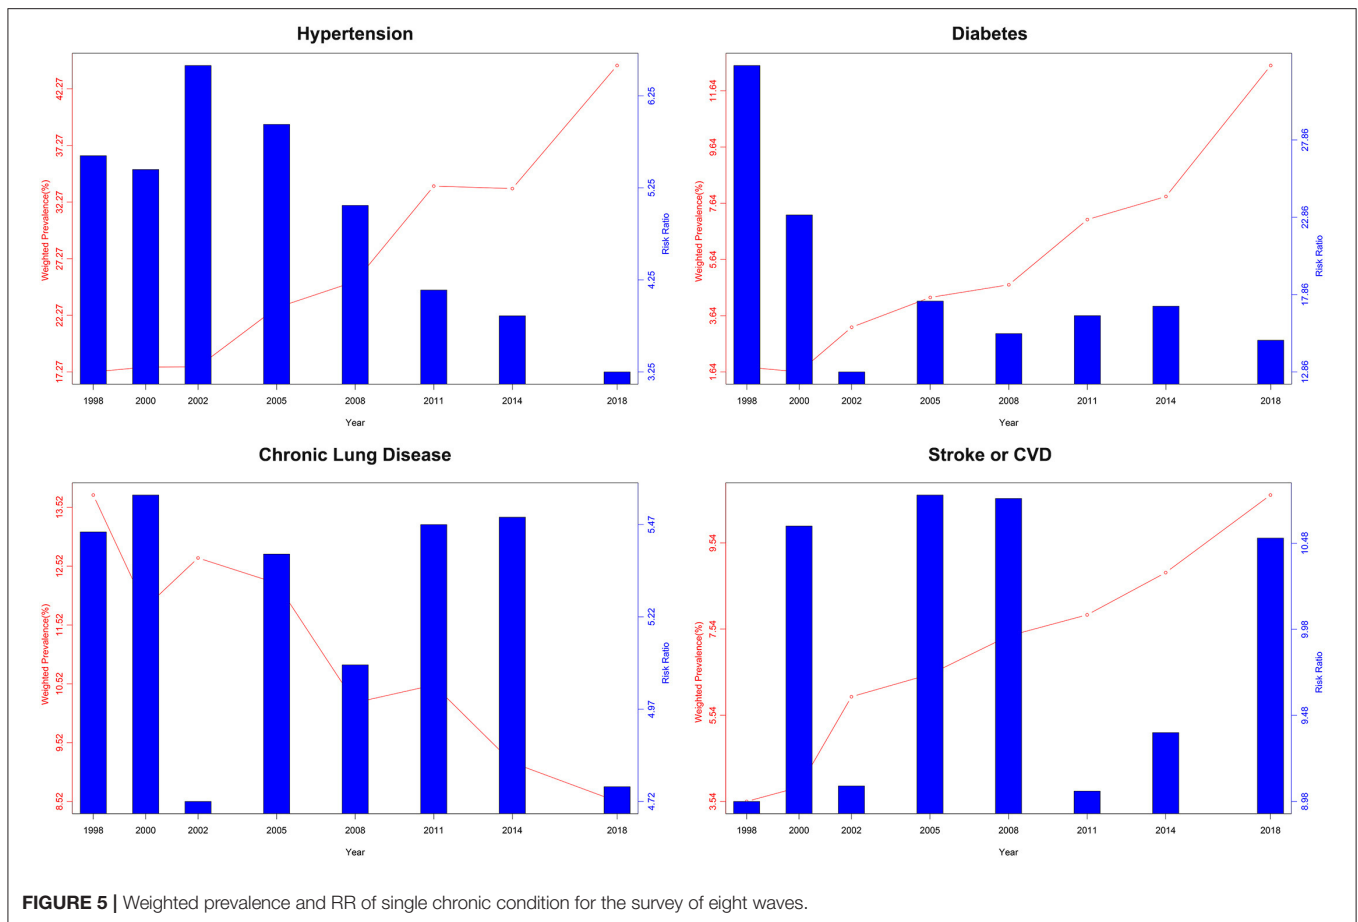 Hypertension
42.27
37.27
32.27
27.27
22.27
17.27
Weighted Prevalence(%)
6.25
5.25
4.25
3.25
Risk Ratio
1998 2000 2002 2005 2008 2011 2014 2018
Year
Diabetes
11.64
9.64
7.64
5.64
3.64
1.64
Weighted Prevalence(%)
27.86
22.86
17.86
12.86
Risk Ratio
1998 2000 2002 2005 2008 2011 2014 2018
Year
Chronic Lung Disease
13.52
12.52
11.52
10.52
9.52
8.52
Weighted Prevalence(%)
5.47
5.22
4.97
4.72
Risk Ratio
1998 2000 2002 2005 2008 2011 2014 2018
Year
Stroke or CVD
9.54
7.54
5.54
3.54
Weighted Prevalence(%)
10.48
9.98
9.48
8.98
Risk Ratio
1998 2000 2002 2005 2008 2011 2014 2018
Year
FIGURE 5 | Weighted prevalence and RR of single chronic condition for the survey of eight waves.